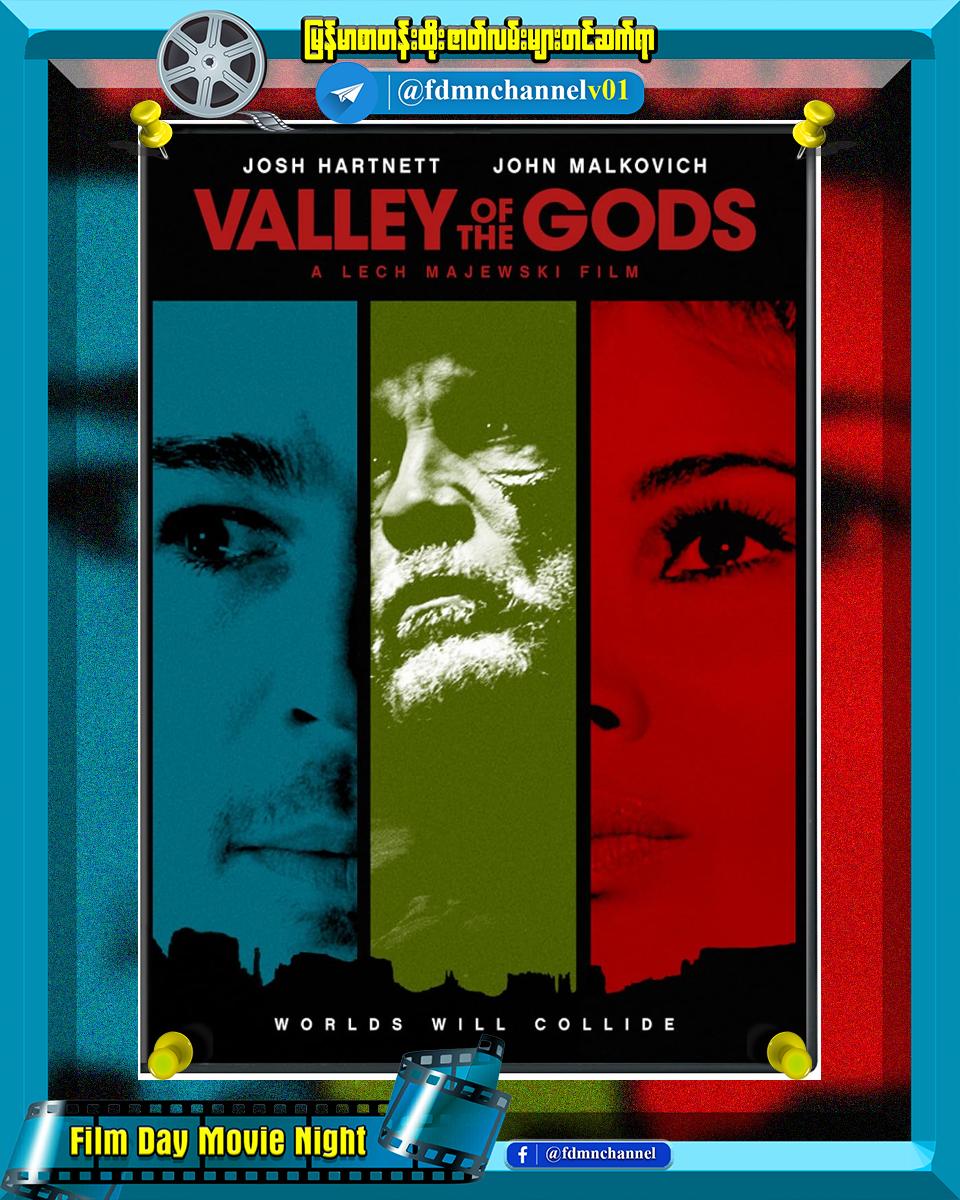 မြန်မာစာတန်းထိုးဇာတ်လမ်းများတင်ဆက်ရာ
@fdmnchannelv01
JOSH HARTNETT JOHN MALKOVICH
VALLEY OF THE GODS
A LECH MAJEWSKI FILM
WORLDS WILL COLLIDE
Film Day Movie Night
@fdmnchannel